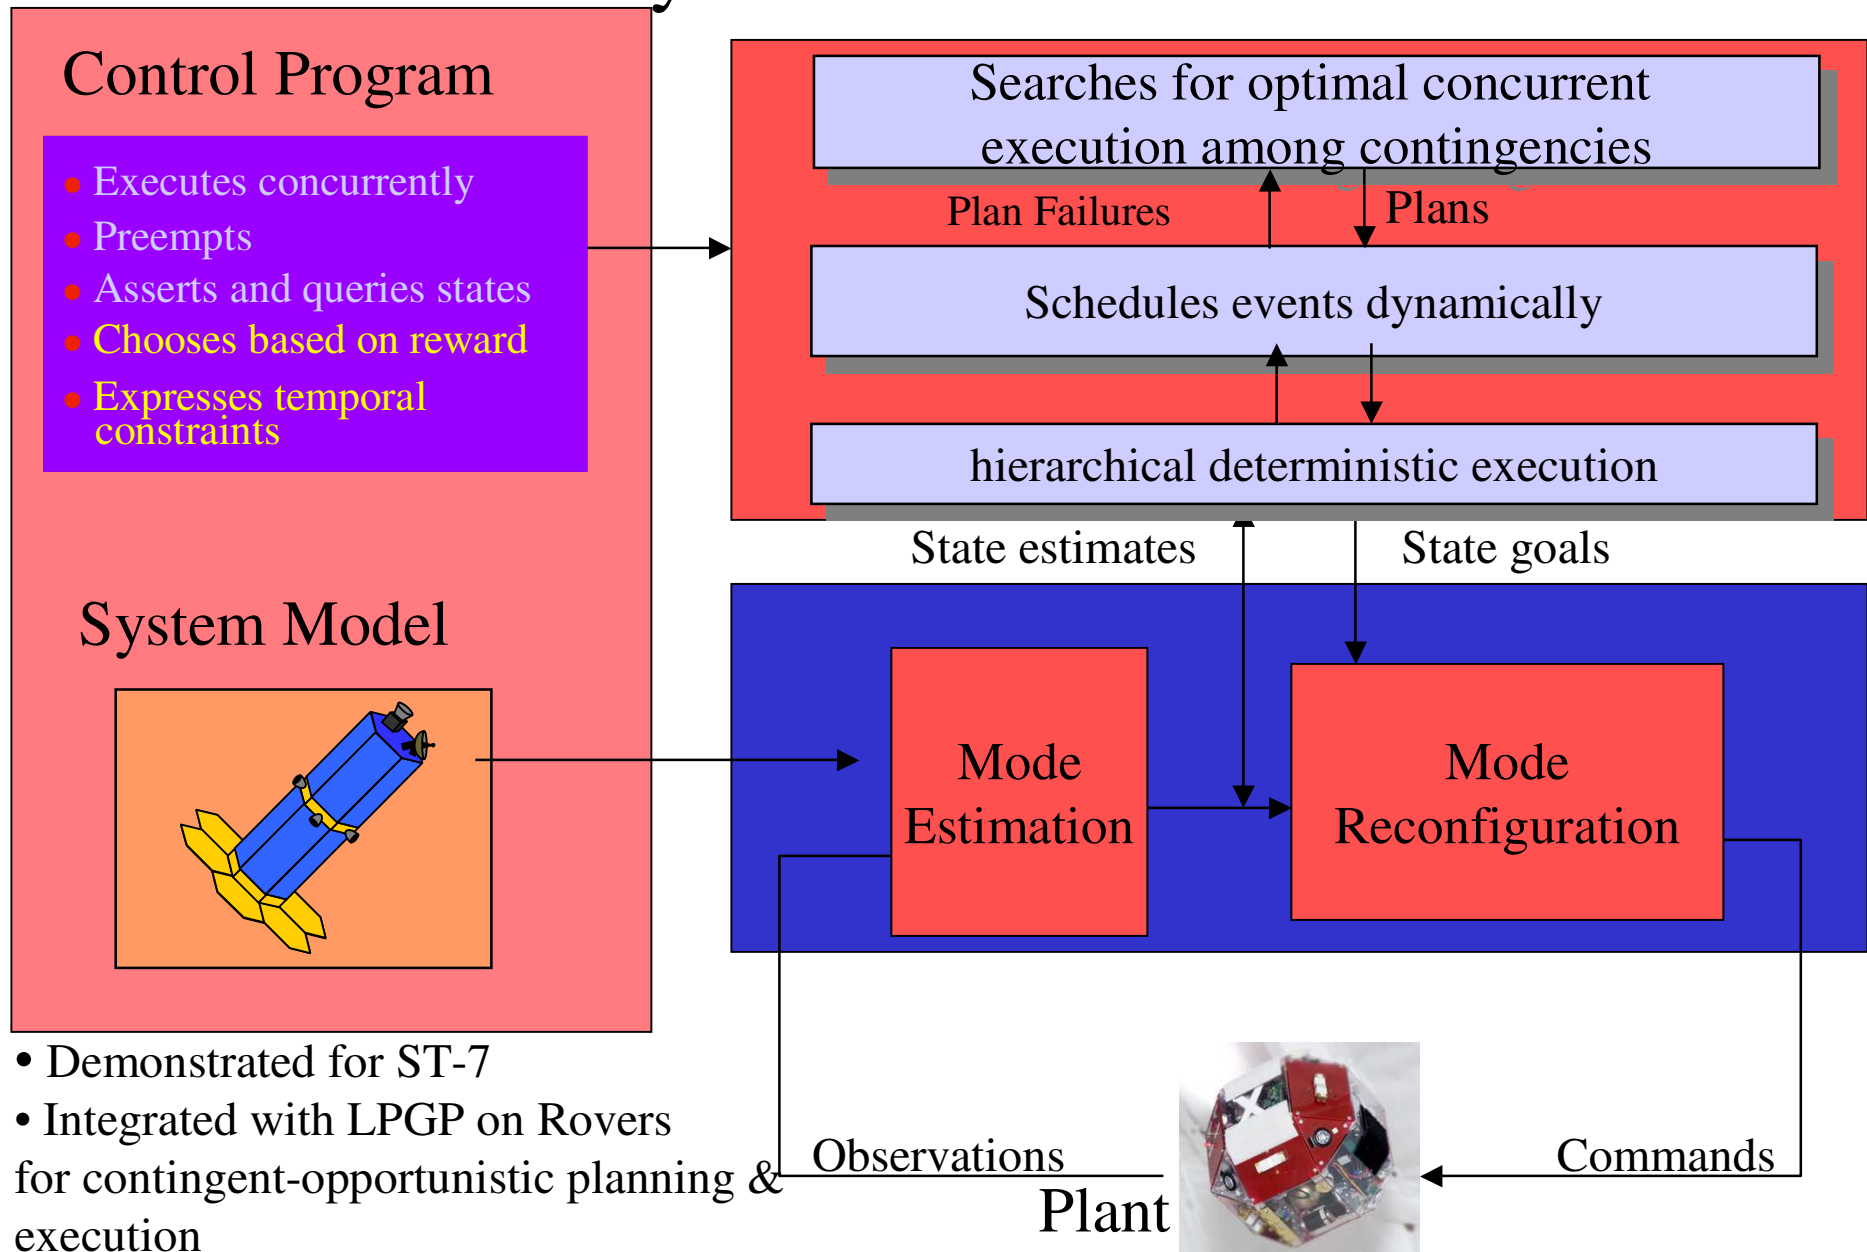 Control Program
• Executes concurrently
• Preempts
• Asserts and queries states
• Chooses based on reward
• Expresses temporal
constraints
System Model
Searches for optimal concurrent
execution among contingencies
Plan Failures
Plans
Schedules events dynamically
hierarchical deterministic execution
State estimates
State goals
Mode
Estimation
Mode
Reconfiguration
• Demonstrated for ST-7
• Integrated with LPGP on Rovers
for contingent-opportunistic planning &
execution
Observations
Plant
Commands